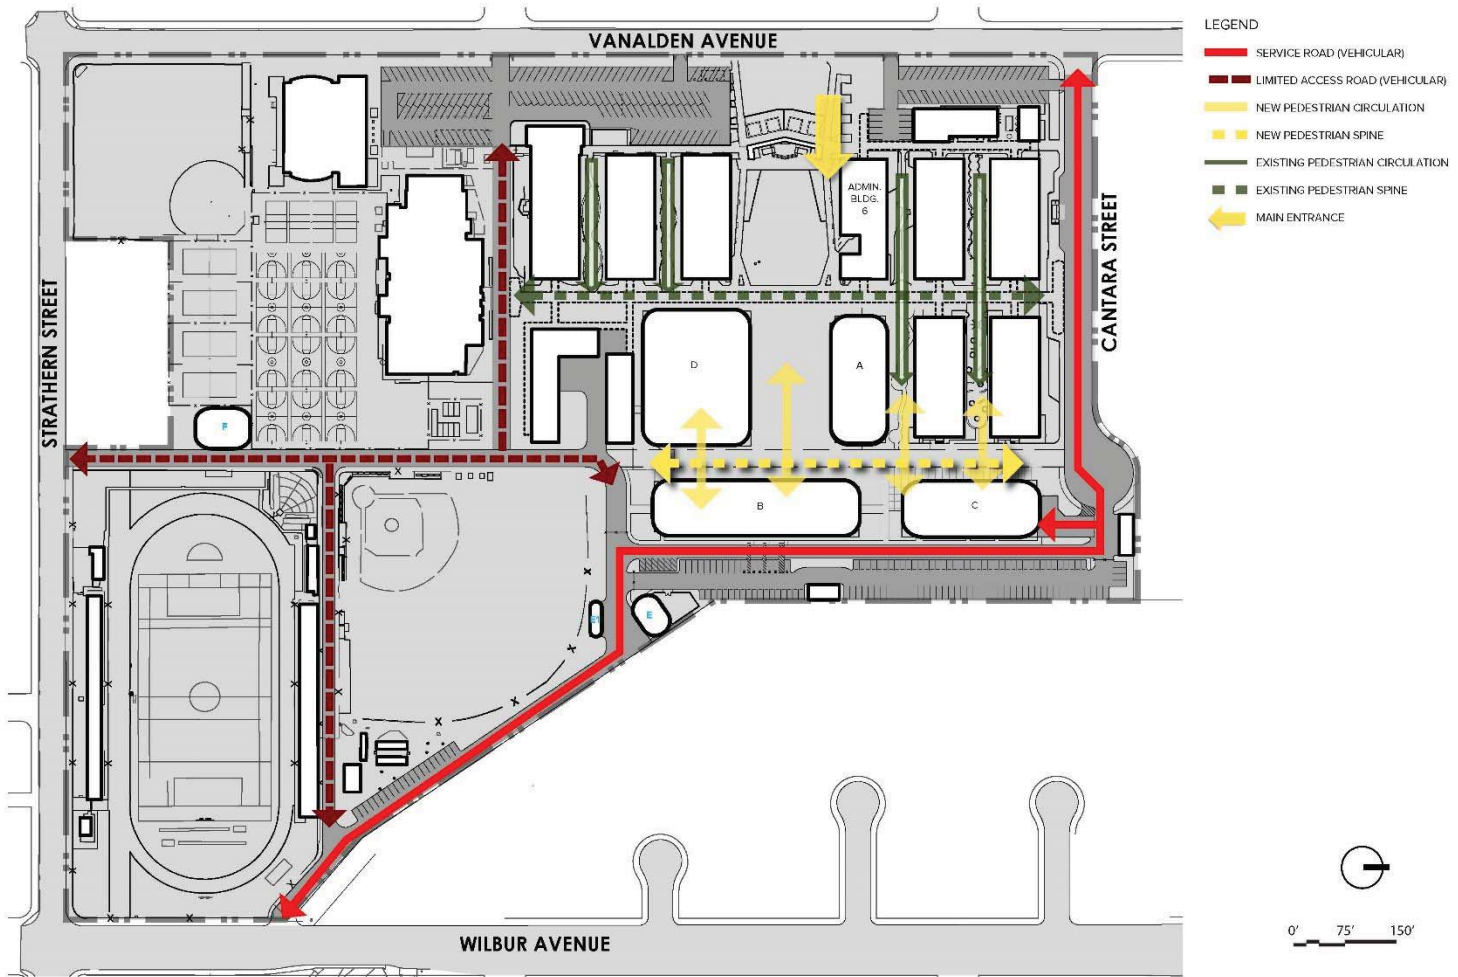 VANALDEN AVENUE
LEGEND
SERVICE ROAD (VEHICULAR)
LIMITED ACCESS ROAD (VEHICULAR)
NEW PEDESTRIAN CIRCULATION
NEW PEDESTRIAN SPINE
EXISTING PEDESTRIAN CIRCULATION
EXISTING PEDESTRIAN SPINE
MAIN ENTRANCE
ADMIN.
BLDG.
6
CANTARA STREET
STRATHERN STREET
D
A
F
B
C
E1
E
WILBUR AVENUE
0' 75' 150'